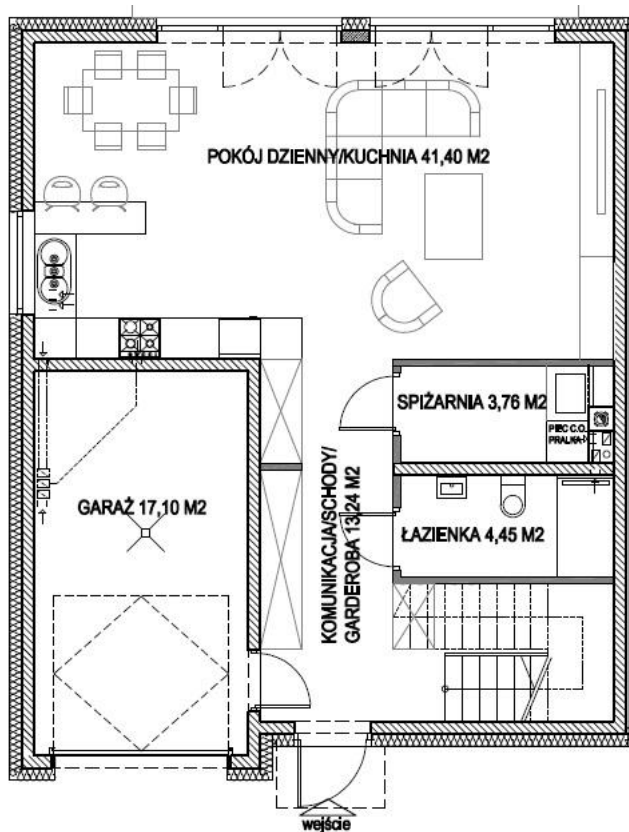 POKÓJ DZIENNY/KUCHNIA 41,40 M2
SPIŻARNIA 3,76 M2
PIEC C.O.
PRALKA
GARAŻ 17,10 M2
KOMUNIKACJA/SCHODY/
GARDEROBA 13,24 M2
ŁAZIENKA 4,45 M2
wejście